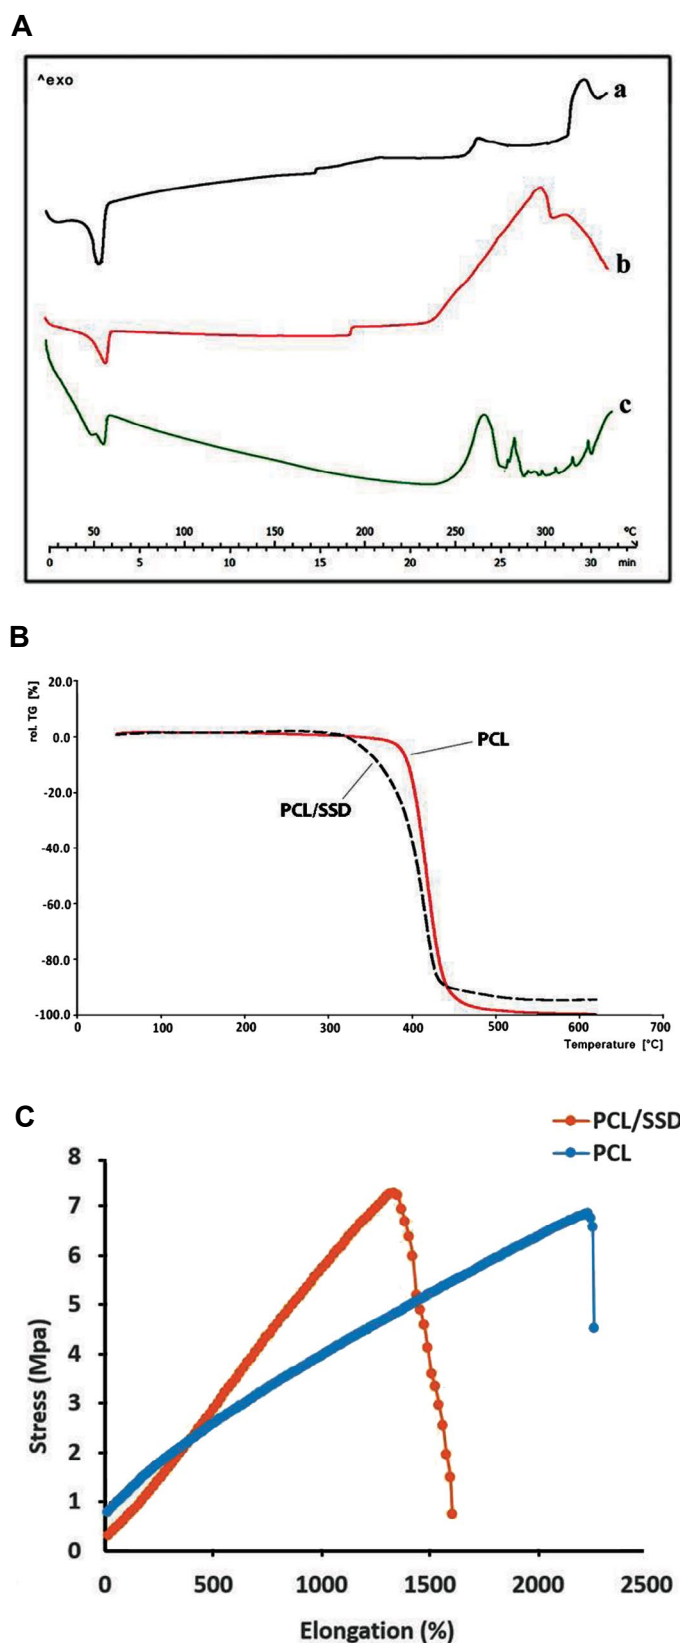 A
^exo
a
b
c
50 100 150 200 250 300 °C
0 5 10 15 20 25 30 min
B
rol. TG [%]
20.0
0.0
-20.0
-40.0
-60.0
-80.0
-100.0
PCL
PCL/SSD
0 100 200 300 400 500 600 700
Temperature [°C]
C
PCL/SSD
PCL
Stress (Mpa)
8
7
6
5
4
3
2
1
0
0 500 1000 1500 2000 2500
Elongation (%)